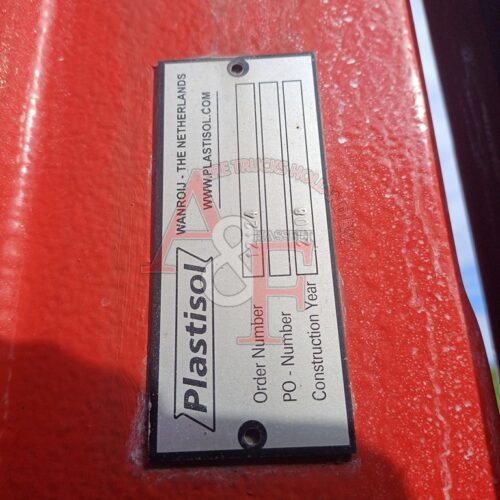 Plastisol
WANROIJ - THE NETHERLANDS
WWW.PLASTISOL.COM
Order Number
PO - Number
Construction Year
A&H